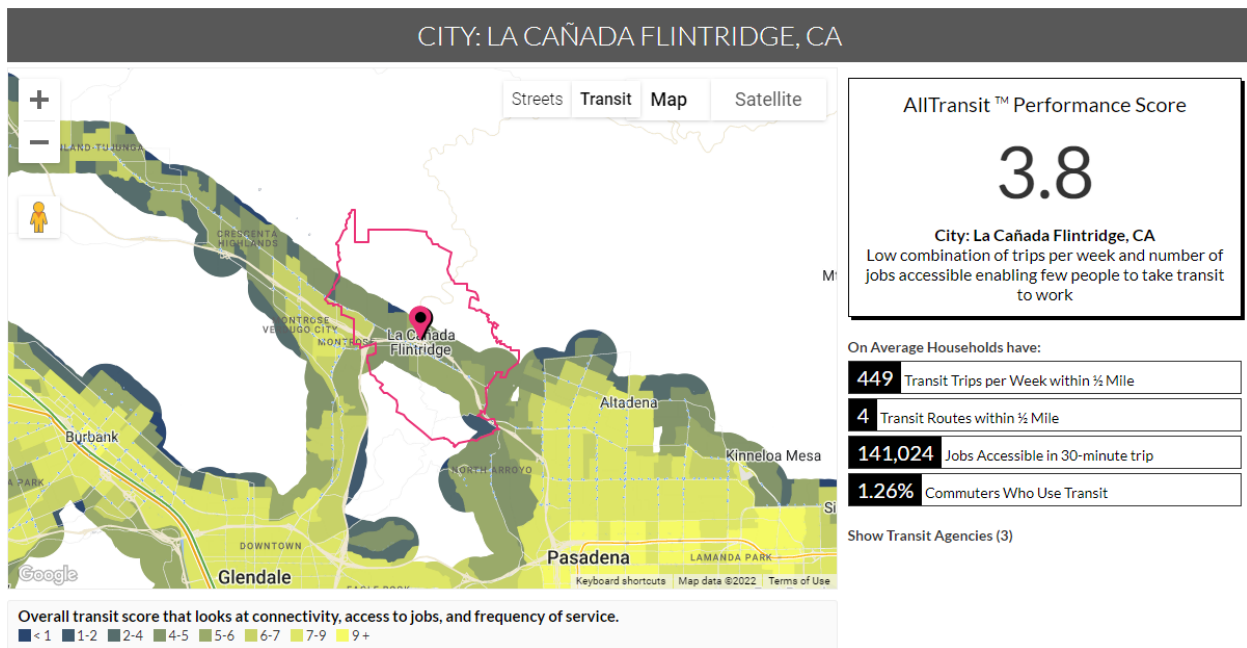 CITY: LA CAÑADA FLINTRIDGE, CA
Streets
Transit
Map
Satellite
LAND-TUJUNGA
CRESCENTA
HIGHLANDS
MONTROSE
La Cañada
Flintridge
Altadena
Burbank
NORTH ARROYO
Kinneloa Mesa
A PARK
DOWNTOWN
Glendale
Pasadena
LAMANDA PARK
Google
Keyboard shortcuts
Map data ©2022
Terms of Use
Overall transit score that looks at connectivity, access to jobs, and frequency of service.
< 1 1-2 2-4 4-5 5-6 6-7 7-9 9 +
AllTransit ™ Performance Score
3.8
City: La Cañada Flintridge, CA
Low combination of trips per week and number of
jobs accessible enabling few people to take transit
to work
On Average Households have:
449 Transit Trips per Week within ½ Mile
4 Transit Routes within ½ Mile
141,024 Jobs Accessible in 30-minute trip
1.26% Commuters Who Use Transit
Show Transit Agencies (3)